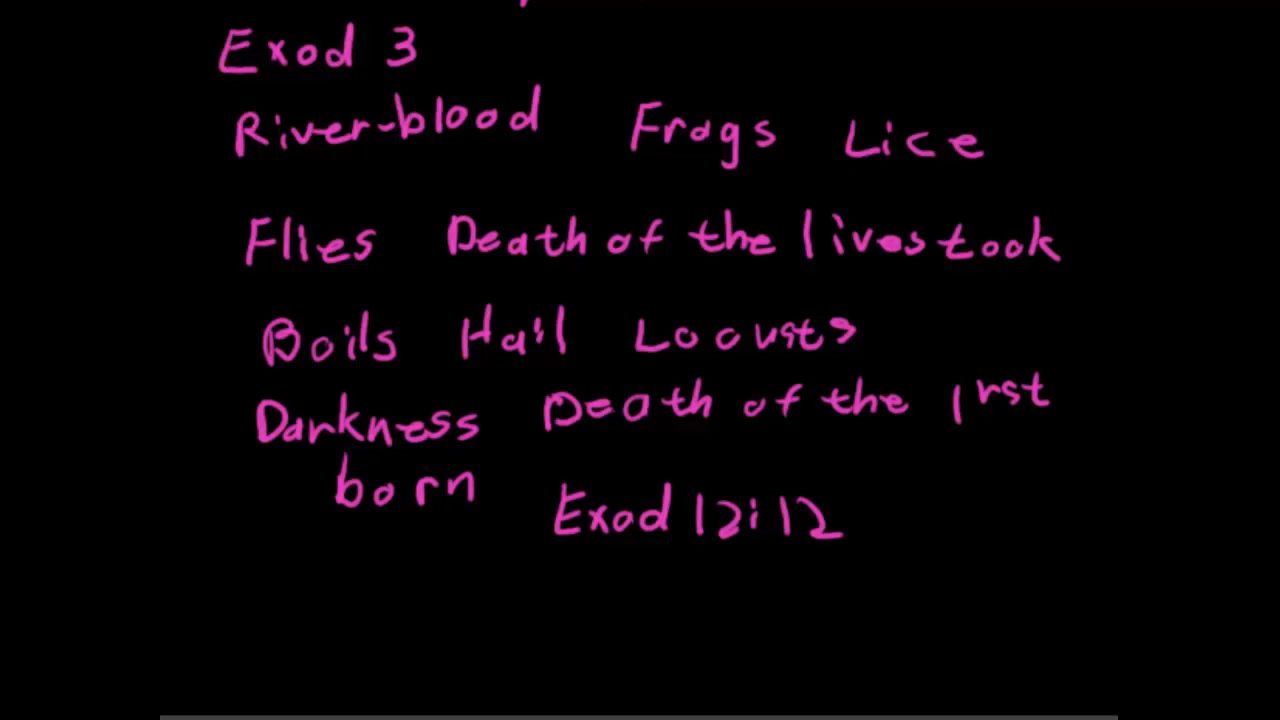 Exod 3
River-blood Frogs Lice
Flies Death of the livestook
Boils Hail Locusts
Darkness Death of the 1rst
born Exod 12:12